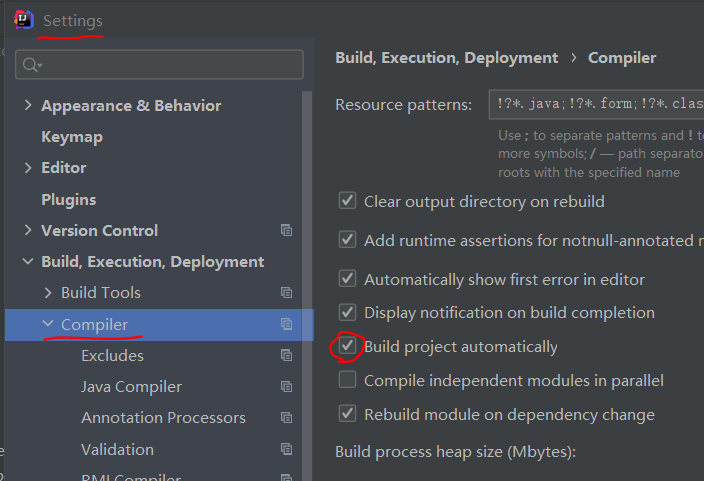 Settings
Build, Execution, Deployment › Compiler
Appearance & Behavior
Keymap
Editor
Plugins
Version Control
Build, Execution, Deployment
Build Tools
Compiler
Excludes
Java Compiler
Annotation Processors
Validation
RMI Compiler
Resource patterns: !?*.java;!?*.form;!?*.clas
Use ; to separate patterns and ! t
more symbols; / — path separato
roots with the specified name
Clear output directory on rebuild
Add runtime assertions for notnull-annotated
Automatically show first error in editor
Display notification on build completion
Build project automatically
Compile independent modules in parallel
Rebuild module on dependency change
Build process heap size (Mbytes):